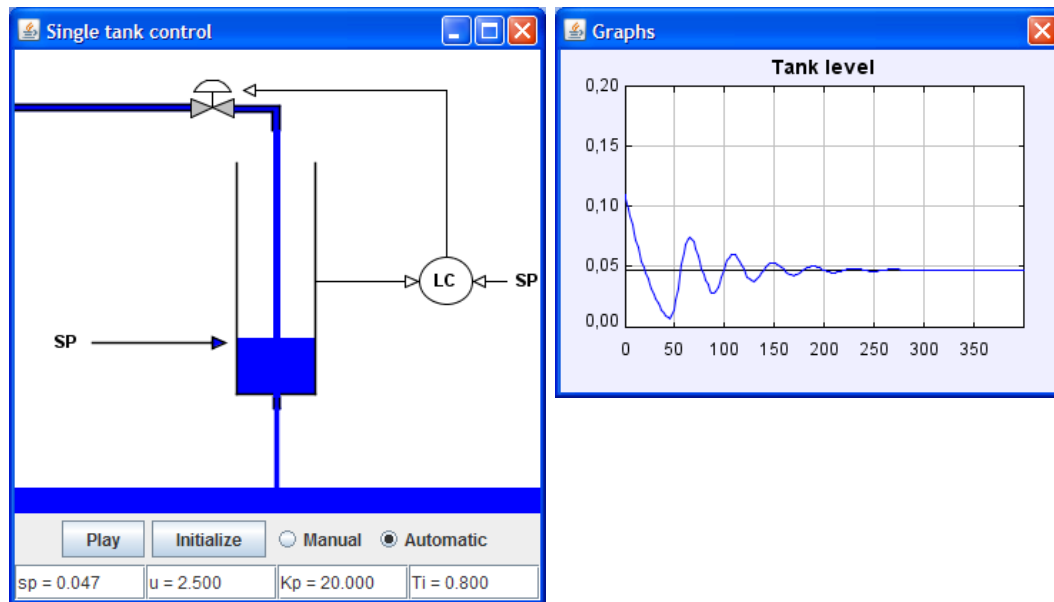 Single tank control
LC
SP
SP
Play
Initialize
Manual
Automatic
sp = 0.047
u = 2.500
Kp = 20.000
Ti = 0.800
Graphs
Tank level
0,20
0,15
0,10
0,05
0,00
0 50 100 150 200 250 300 350